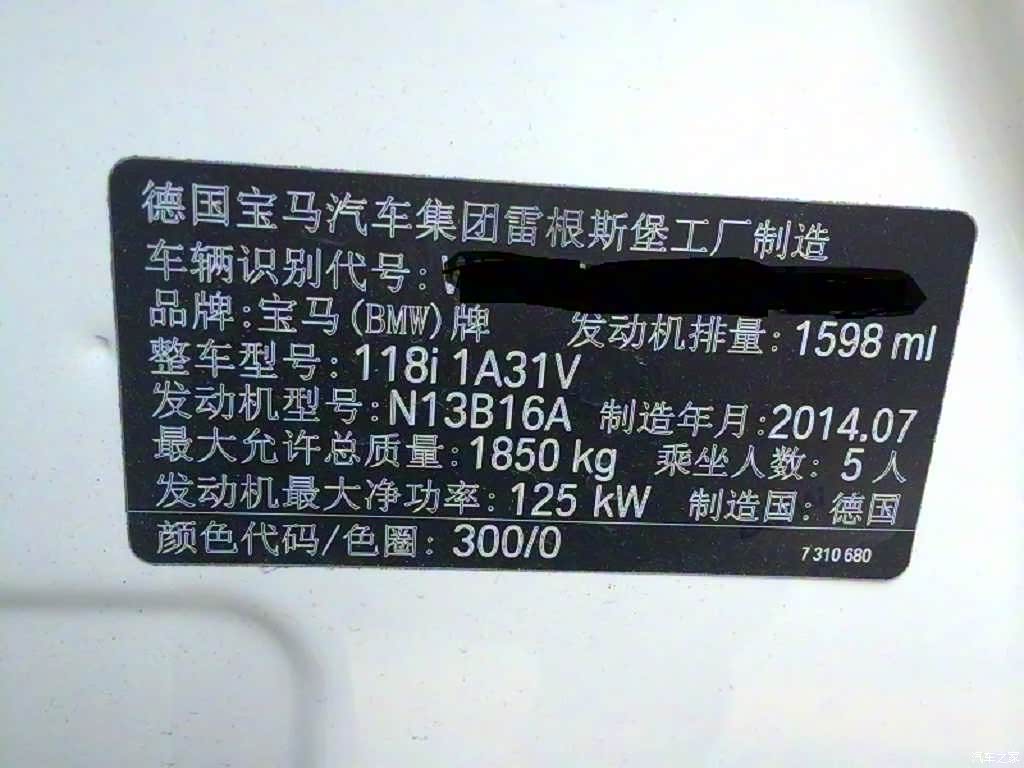 德国宝马汽车集团雷根斯堡工厂制造
车辆识别代号:
品牌:宝马(BMW)牌 发动机排量: 1598 ml
整车型号: 118i 1A31V
发动机型号: N13B16A 制造年月:2014.07
最大允许总质量: 1850 kg 乘坐人数: 5 人
发动机最大净功率: 125 kW 制造国: 德国
颜色代码/色圈: 300/0 7 310 680
汽车之家